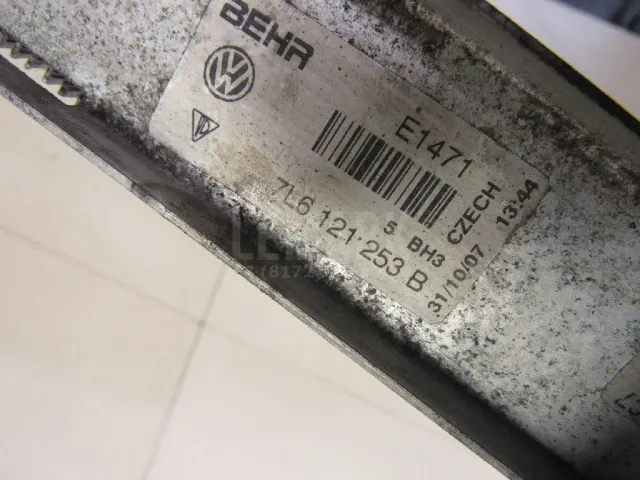 BEHR
E1471
7L6 121 253 B
5 BH3
CZECH
31/10/07 13:44